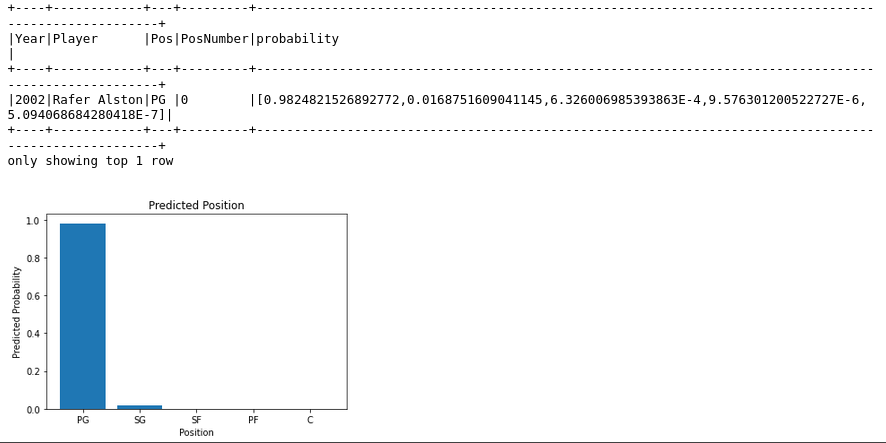 +----+------------+---+---------+----------------------------------------------------------------------------------
--------------------+
|Year|Player      |Pos|PosNumber|probability
|
+----+------------+---+---------+----------------------------------------------------------------------------------
--------------------+
|2002|Rafer Alston|PG |0        |[0.9824821526892772,0.0168751609041145,6.326006985393863E-4,9.576301200522727E-6,
5.094068684280418E-7]|
+----+------------+---+---------+----------------------------------------------------------------------------------
--------------------+
only showing top 1 row
Predicted Position
1.0
0.8
0.6
0.4
0.2
0.0
Predicted Probability
PG SG SF PF C
Position